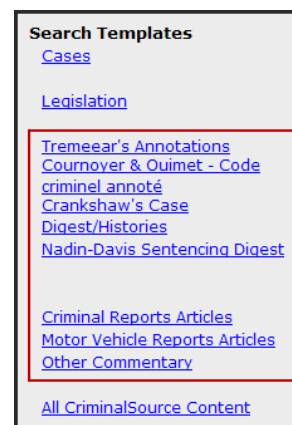 Search Templates
Cases
Legislation
Tremeear's Annotations
Cournoyer & Ouimet - Code
criminel annoté
Crankshaw's Case
Digest/Histories
Nadin-Davis Sentencing Digest
Criminal Reports Articles
Motor Vehicle Reports Articles
Other Commentary
All CriminalSource Content